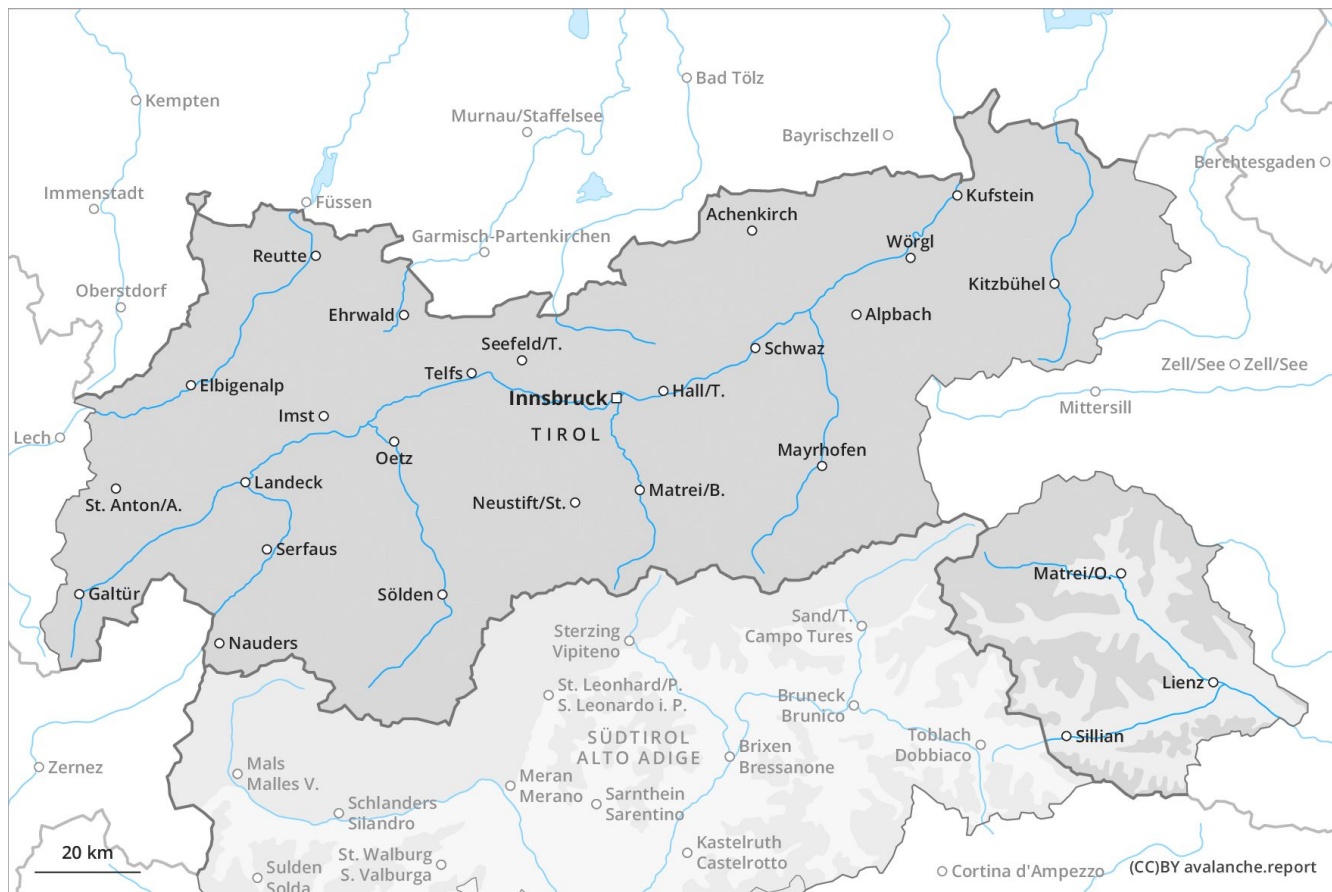 Bad Tölz
Kempten
Murnau/Staffelsee
Bayrischzell
Berchtesgaden
Immenstadt
Füssen
Kufstein
Achenkirch
Garmisch-Partenkirchen
Wörgl
Reutte
Kitzbühel
Oberstdorf
Ehrwald
Alpbach
Seefeld/T.
Schwaz
Telfs
Zell/See
Zell/See
Elbigenalp
Innsbruck
Hall/T.
Mittersill
Imst
TIROL
Lech
Oetz
Mayrhofen
Landeck
Matrei/B.
St. Anton/A.
Neustift/St.
Serfaus
Matrei/O.
Galtür
Sölden
Sand/T.
Campo Tures
Sterzing
Vipiteno
Nauders
Lienz
St. Leonhard/P.
S. Leonardo i. P.
Bruneck
Brunico
SÜDTIROL
ALTO ADIGE
Toblach
Dobbiaco
Sillian
Brixen
Bressanone
Zernez
Mals
Malles V.
Meran
Merano
Sarnthein
Sarentino
Schlanders
Silandro
Kastelruth
Castelrotto
20 km
St. Walburg
S. Valburga
Sulden
Solda
Cortina d'Ampezzo
(CC)BY avalanche.report